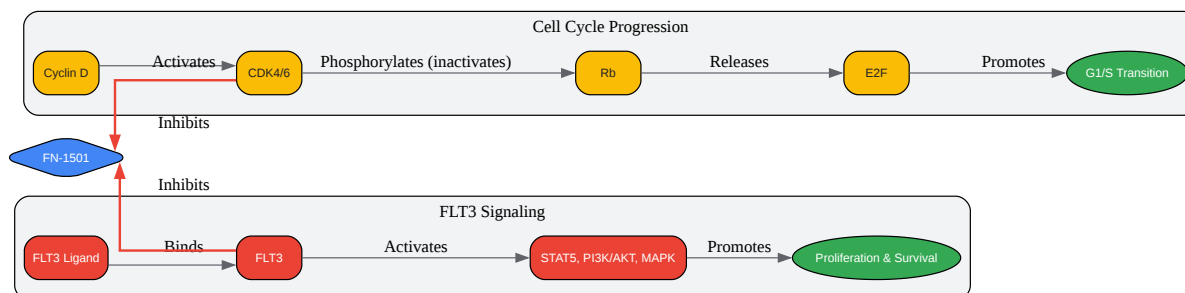 Cell Cycle Progression
Cyclin D
Activates
CDK4/6
Phosphorylates (inactivates)
Rb
Releases
E2F
Promotes
G1/S Transition
Inhibits
FN-1501
Inhibits
FLT3 Signaling
FLT3 Ligand
Binds
FLT3
Activates
STAT5, PI3K/AKT, MAPK
Promotes
Proliferation & Survival